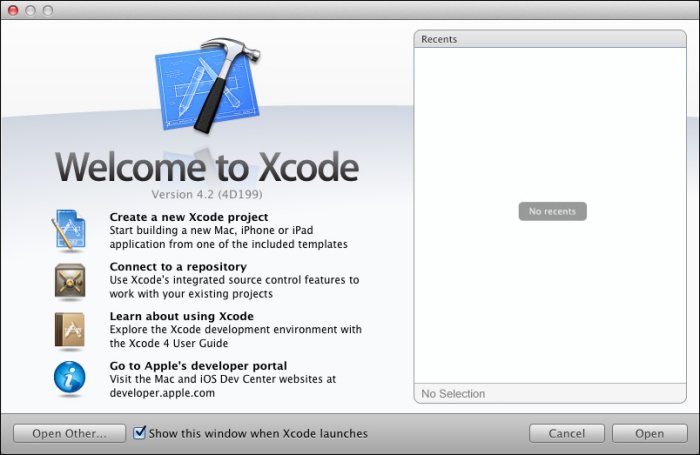 Recents
Welcome to Xcode
Version 4.2 (4D199)
No recents
Create a new Xcode project
Start building a new Mac, iPhone or iPad
application from one of the included templates
Connect to a repository
Use Xcode's integrated source control features to
work with your existing projects
Learn about using Xcode
Explore the Xcode development environment with
the Xcode 4 User Guide
Go to Apple's developer portal
Visit the Mac and iOS Dev Center websites at
developer.apple.com
No Selection
Open Other...
Show this window when Xcode launches
Cancel
Open